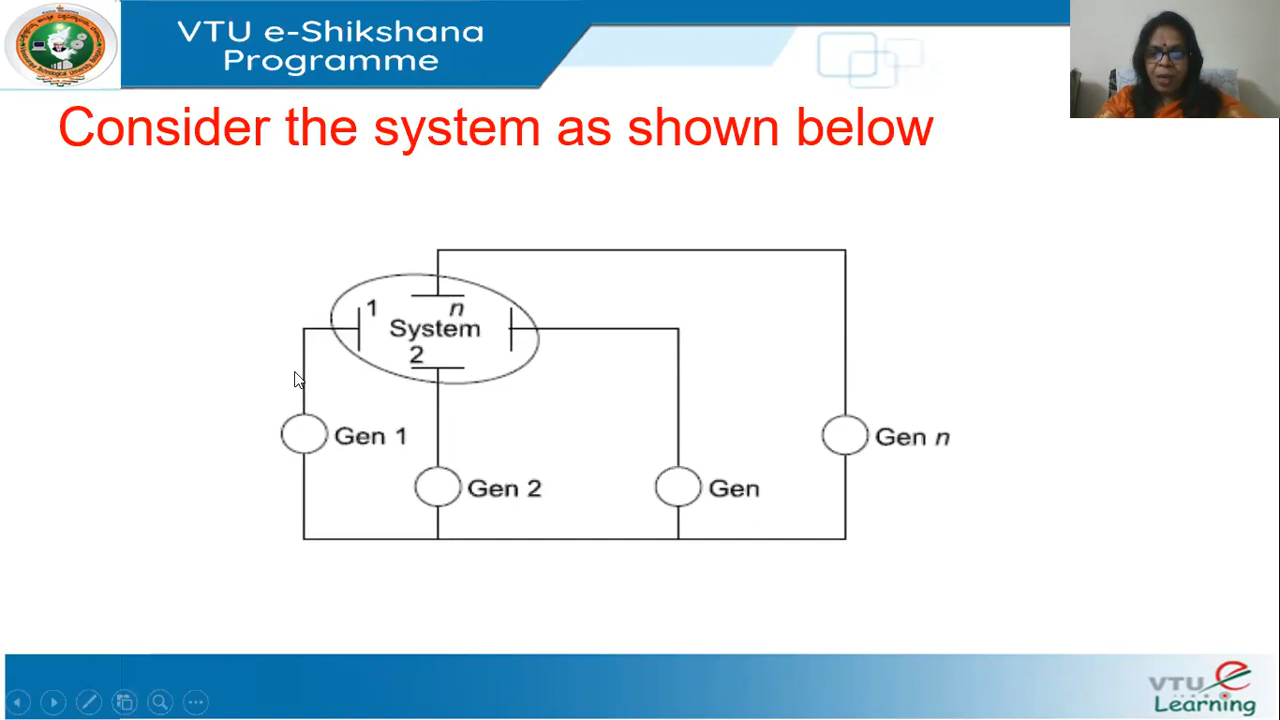 VTU e-Shikshana
Programme
Consider the system as shown below
1
n
System
2
Gen 1
Gen n
Gen 2
Gen
VTU e
Learning